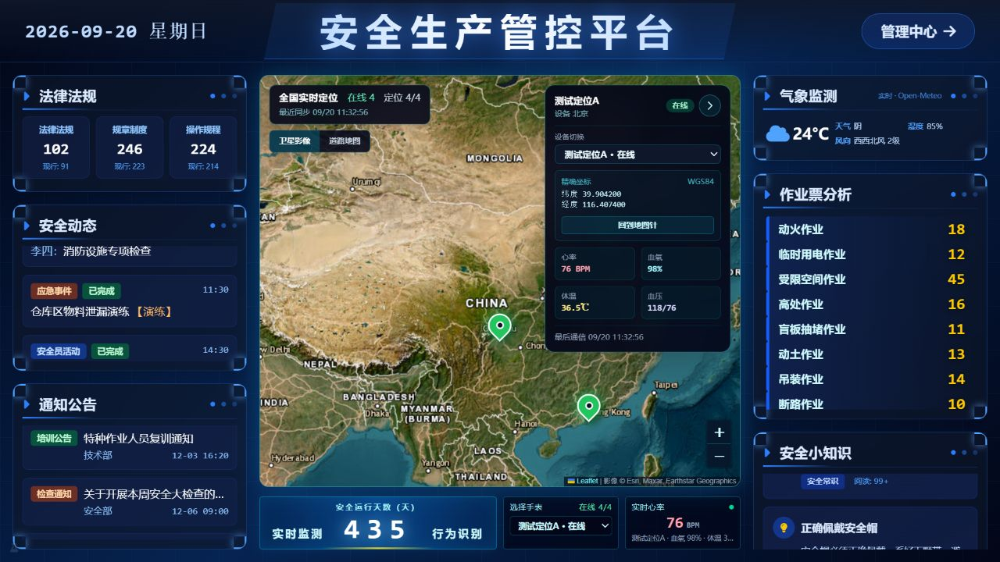 2026-09-20 星期日
安全生产管控平台
管理中心 →
法律法规
法律法规 规章制度 操作规程
102 246 224
现行: 91 现行: 223 现行: 214
安全动态
李四: 消防设施专项检查
应急事件 已完成 11:30
仓库区物料泄漏演练 【演练】
安全员活动 已完成 14:30
通知公告
培训公告 特种作业人员复训通知
技术部 12-03 16:20
检查通知 关于开展本周安全大检查的...
安全部 12-06 09:00
全国实时定位 在线 4 定位 4/4
最近同步 09/20 11:32:56
卫星影像 道路地图
MONGOLIA
Urumqi
CHINA
Chon
w Delhi
NEPAL
BANGLADESH
INDIA
Dhaka
MYANMAR
(BURMA)
Hanoi
ng Kong
Taipei
LAOS
Hyderabad
Yangon
THAILAND
测试定位A
设备 北京
在线
设备切换
测试定位A • 在线
精确坐标 WGS84
纬度 39.904200
经度 116.407400
回到地图针
心率 血氧
76 BPM 98%
体温 血压
36.5℃ 118/76
最后通信 09/20 11:32:56
+
−
Leaflet | 影像 © Esri, Maxar, Earthstar Geographics
安全运行天数 (天)
实时监测 435 行为识别
选择手表 在线 4/4
测试定位A • 在线
实时心率
76 BPM
测试定位A · 血氧 98% · 体温 3...
气象监测 实时 · Open-Meteo
24°C
天气 阴 湿度 85%
风向 西西北风 2级
作业票分析
动火作业 18
临时用电作业 12
受限空间作业 45
高处作业 16
盲板抽堵作业 11
动土作业 13
吊装作业 14
断路作业 10
安全小知识
安全常识 阅读: 99+
正确佩戴安全帽